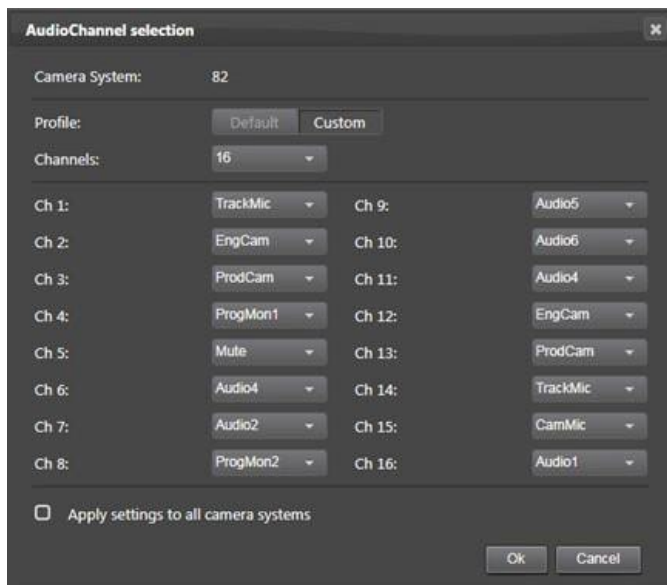 AudioChannel selection
Camera System: 82
Profile: Default Custom
Channels: 16
Ch 1: TrackMic Ch 9: Audio5
Ch 2: EngCam Ch 10: Audio6
Ch 3: ProdCam Ch 11: Audio4
Ch 4: ProgMon1 Ch 12: EngCam
Ch 5: Mute Ch 13: ProdCam
Ch 6: Audio4 Ch 14: TrackMic
Ch 7: Audio2 Ch 15: CamMic
Ch 8: ProgMon2 Ch 16: Audio1
Apply settings to all camera systems
Ok Cancel